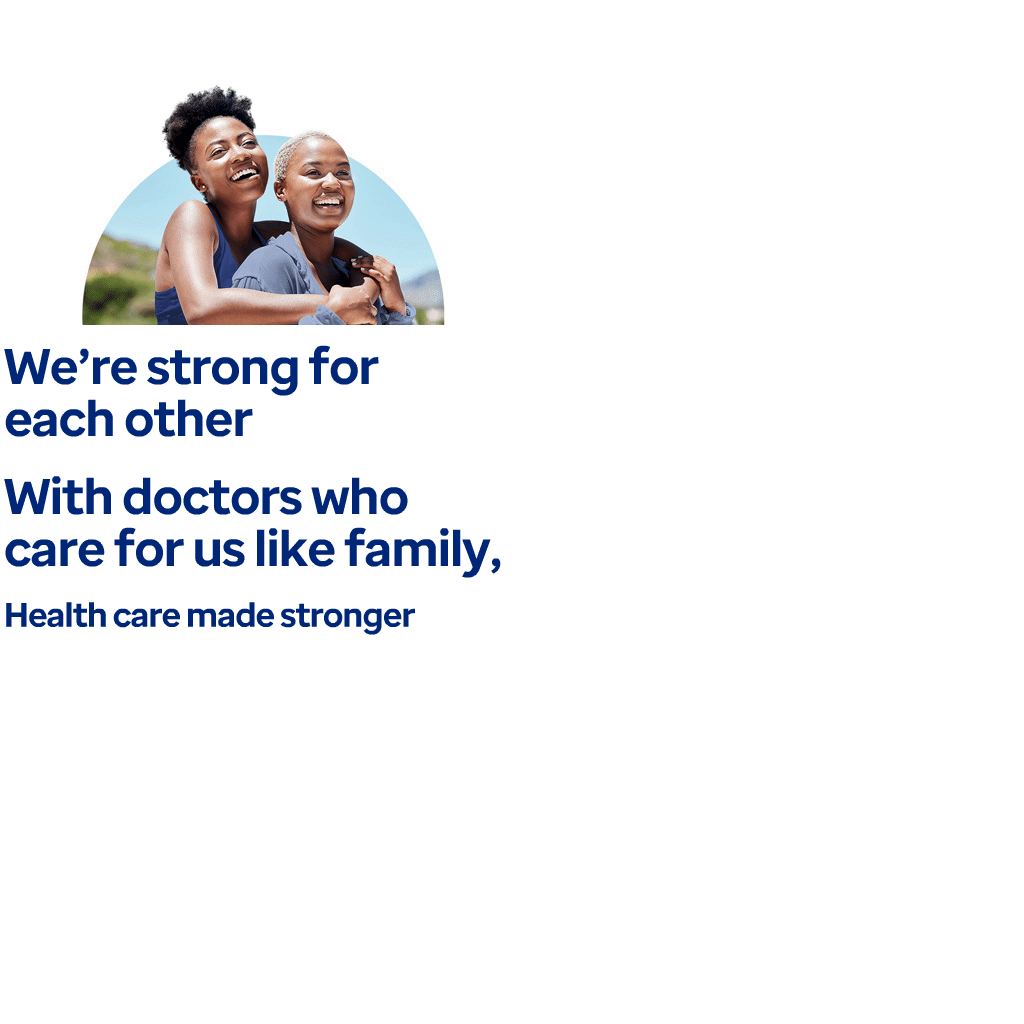 We’re strong for
each other
With doctors who
care for us like family,
Health care made stronger